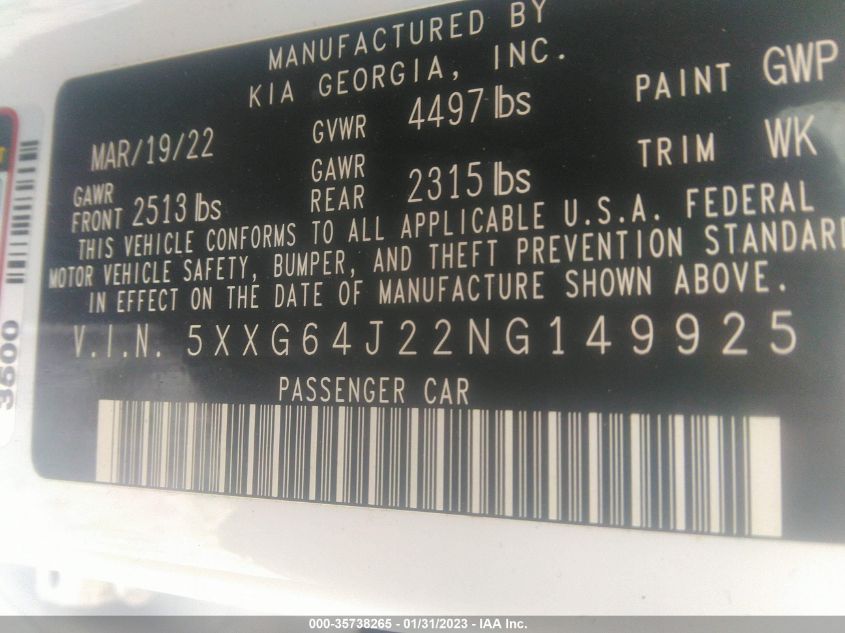 MANUFACTURED BY
KIA GEORGIA, INC.
MAR/19/22 GVWR 4497 lbs PAINT GWP
GAWR FRONT 2513 lbs GAWR REAR 2315 lbs TRIM WK
THIS VEHICLE CONFORMS TO ALL APPLICABLE U.S.A. FEDERAL
MOTOR VEHICLE SAFETY, BUMPER, AND THEFT PREVENTION STANDARD
IN EFFECT ON THE DATE OF MANUFACTURE SHOWN ABOVE.
V.I.N. 5XXG64J22NG149925
PASSENGER CAR
3500
000-35738265 - 01/31/2023 - IAA Inc.